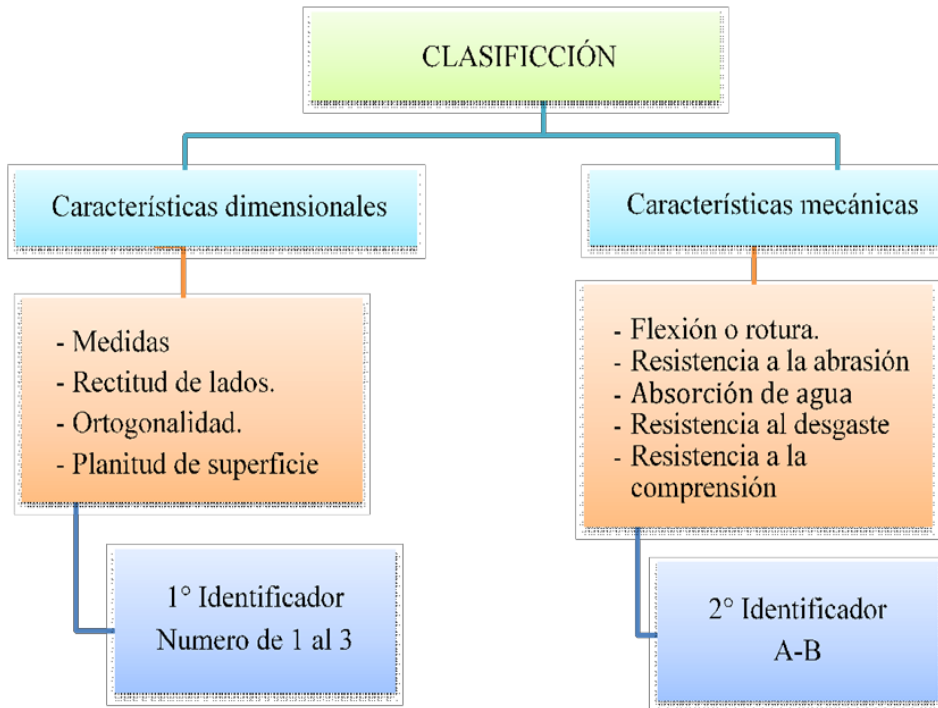 CLASIFICCIÓN
Características dimensionales
- Medidas
- Rectitud de lados.
- Ortogonalidad.
- Planitud de superficie
1° Identificador
Numero de 1 al 3
Características mecánicas
- Flexión o rotura.
- Resistencia a la abrasión
- Absorción de agua
- Resistencia al desgaste
- Resistencia a la
comprensión
2° Identificador
A-B